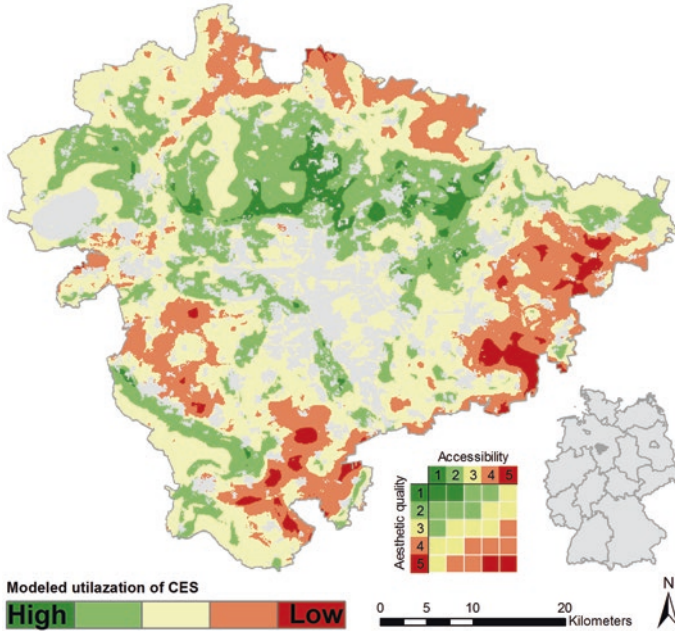 Accessibility
1 2 3 4 5
Aesthetic quality
1
2
3
4
5
Modeled utilazation of CES
High Low
0 5 10 20
Kilometers
N